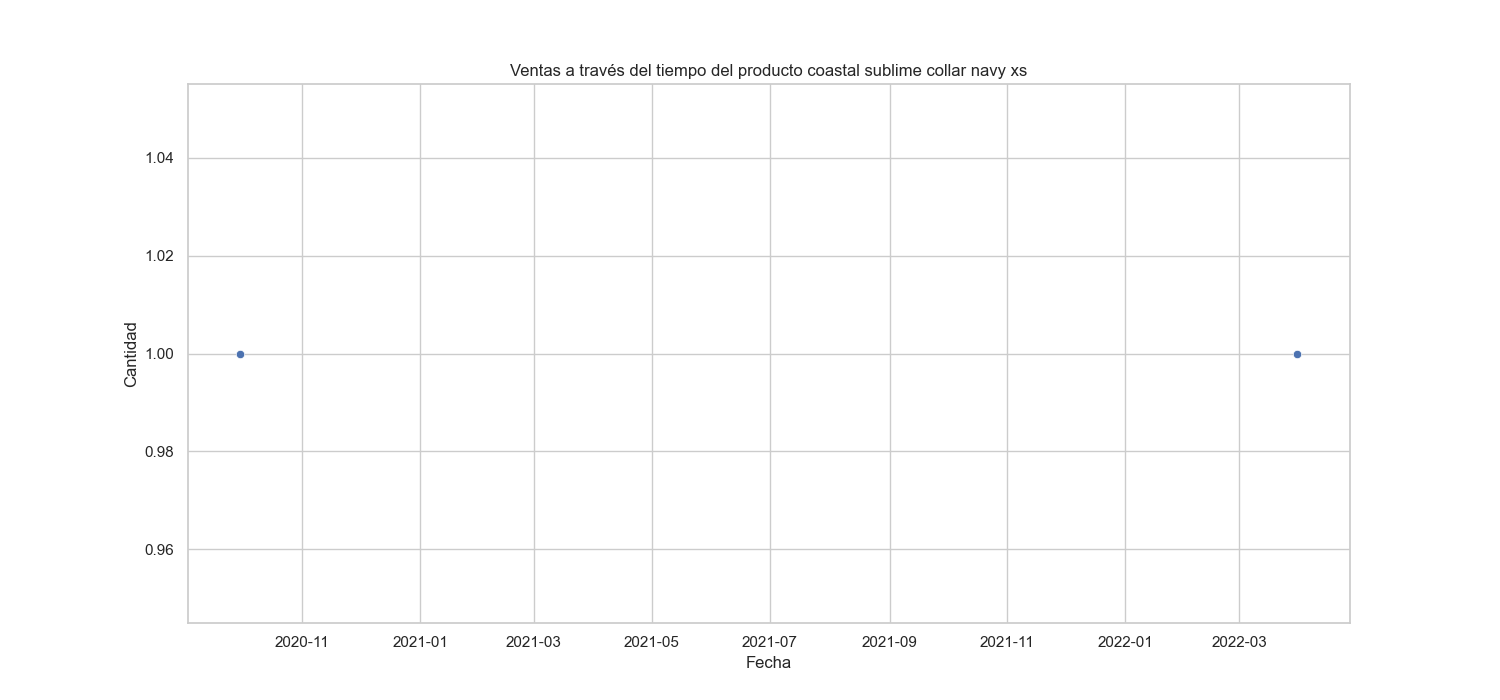 Ventas a través del tiempo del producto coastal sublime collar navy xs
1.04
1.02
1.00
0.98
0.96
Cantidad
2020-11 2021-01 2021-03 2021-05 2021-07 2021-09 2021-11 2022-01 2022-03
Fecha